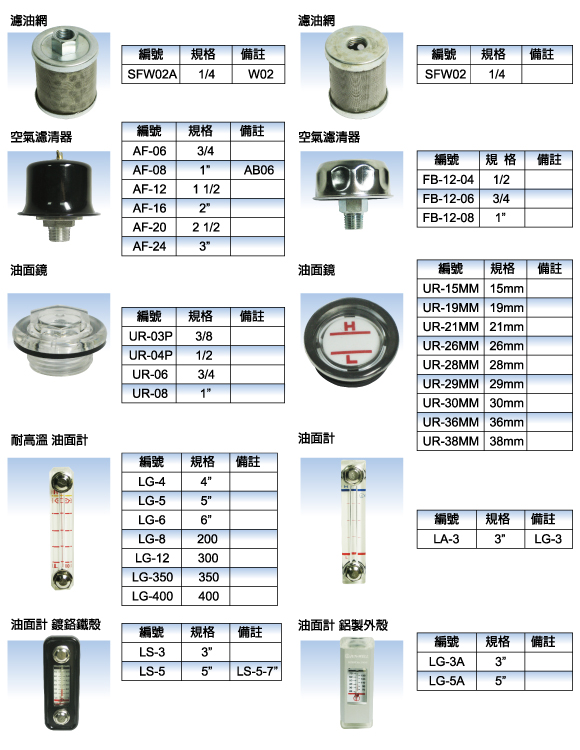 濾油網
編號 規格 備註
SFW02A 1/4 W02
濾油網
編號 規格 備註
SFW02 1/4
空氣濾清器
編號 規格 備註
AF-06 3/4
AF-08 1” AB06
AF-12 1 1/2
AF-16 2”
AF-20 2 1/2
AF-24 3”
空氣濾清器
編號 規 格 備註
FB-12-04 1/2
FB-12-06 3/4
FB-12-08 1”
油面鏡
編號 規格 備註
UR-03P 3/8
UR-04P 1/2
UR-06 3/4
UR-08 1”
油面鏡
H
L
編號 規格 備註
UR-15MM 15mm
UR-19MM 19mm
UR-21MM 21mm
UR-26MM 26mm
UR-28MM 28mm
UR-29MM 29mm
UR-30MM 30mm
UR-36MM 36mm
UR-38MM 38mm
耐高溫 油面計
編號 規格 備註
LG-4 4”
LG-5 5”
LG-6 6”
LG-8 200
LG-12 300
LG-350 350
LG-400 400
油面計
編號 規格 備註
LA-3 3” LG-3
油面計 鍍鉻鐵殼
編號 規格 備註
LS-3 3”
LS-5 5” LS-5-7”
油面計 鋁製外殼
編號 規格 備註
LG-3A 3”
LG-5A 5”